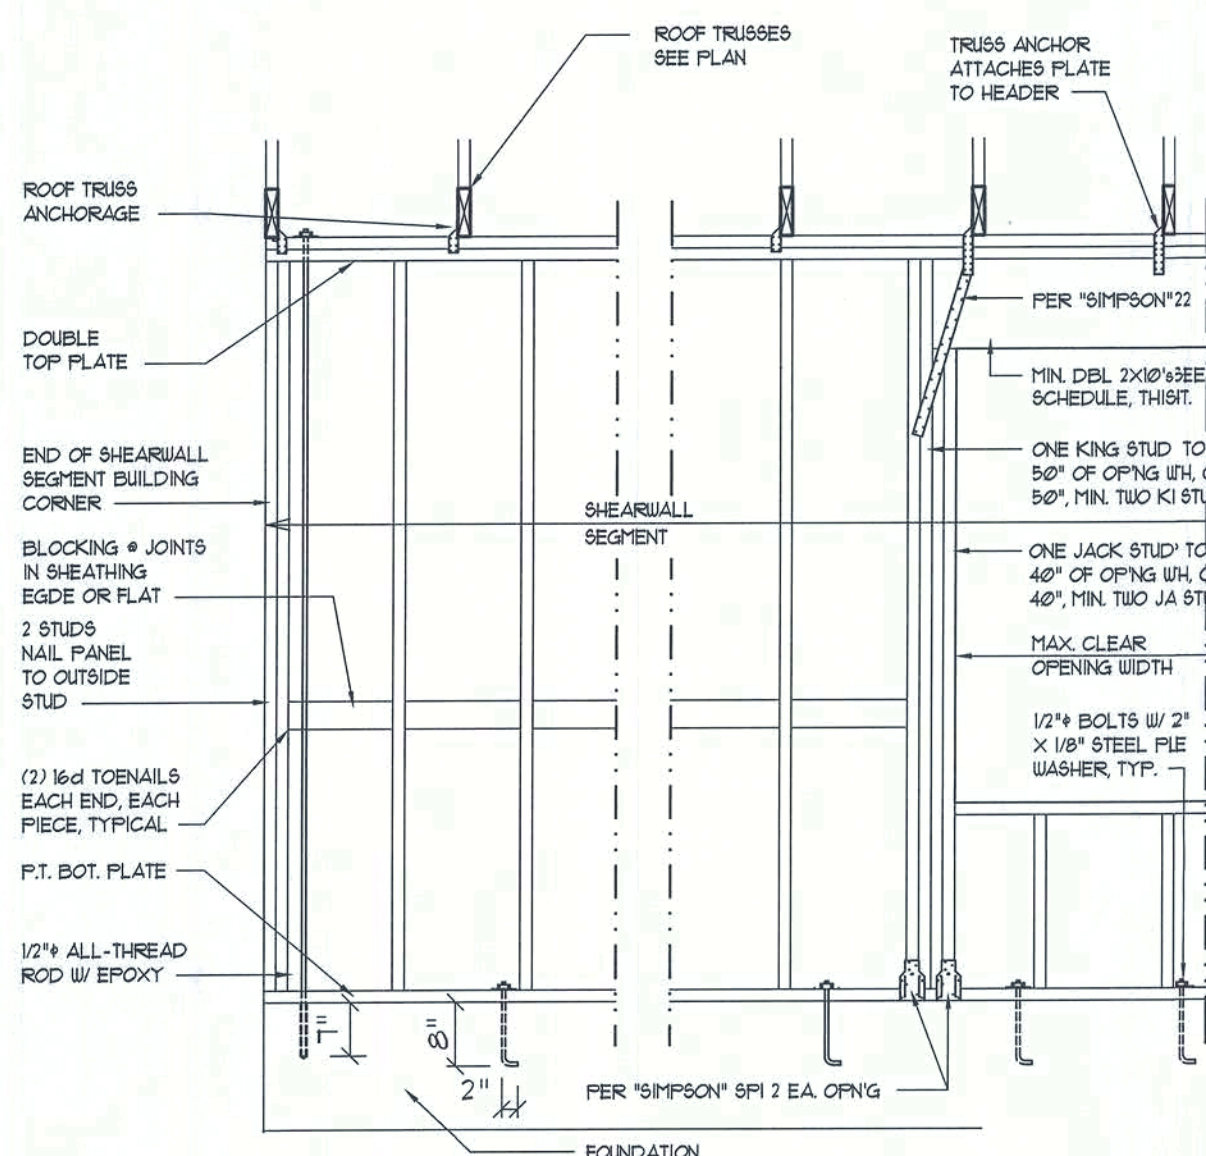 ROOF TRUSSES
SEE PLAN
TRUSS ANCHOR
ATTACHES PLATE
TO HEADER
ROOF TRUSS
ANCHORAGE
PER "SIMPSON"22
DOUBLE
TOP PLATE
MIN. DBL 2X10's
SCHEDULE, THISIT.
END OF SHEARWALL
SEGMENT BUILDING
CORNER
ONE KING STUD TO
50" OF OP'NG WH,
50", MIN. TWO KI
SHEARWALL
SEGMENT
BLOCKING @ JOINTS
IN SHEATHING
EGDE OR FLAT
ONE JACK STUD' TO
40" OF OP'NG WH,
40", MIN. TWO JA
2 STUDS
NAIL PANEL
TO OUTSIDE
STUD
MAX. CLEAR
OPENING WIDTH
1/2"ϕ BOLTS W/ 2"
X 1/8" STEEL PLE
WASHER, TYP.
(2) 16d TOENAILS
EACH END, EACH
PIECE, TYPICAL
P.T. BOT. PLATE
1/2"ϕ ALL-THREAD
ROD W/ EPOXY
7"
8"
2"
PER "SIMPSON" SP1 2 EA. OPN'G
FOUNDATION